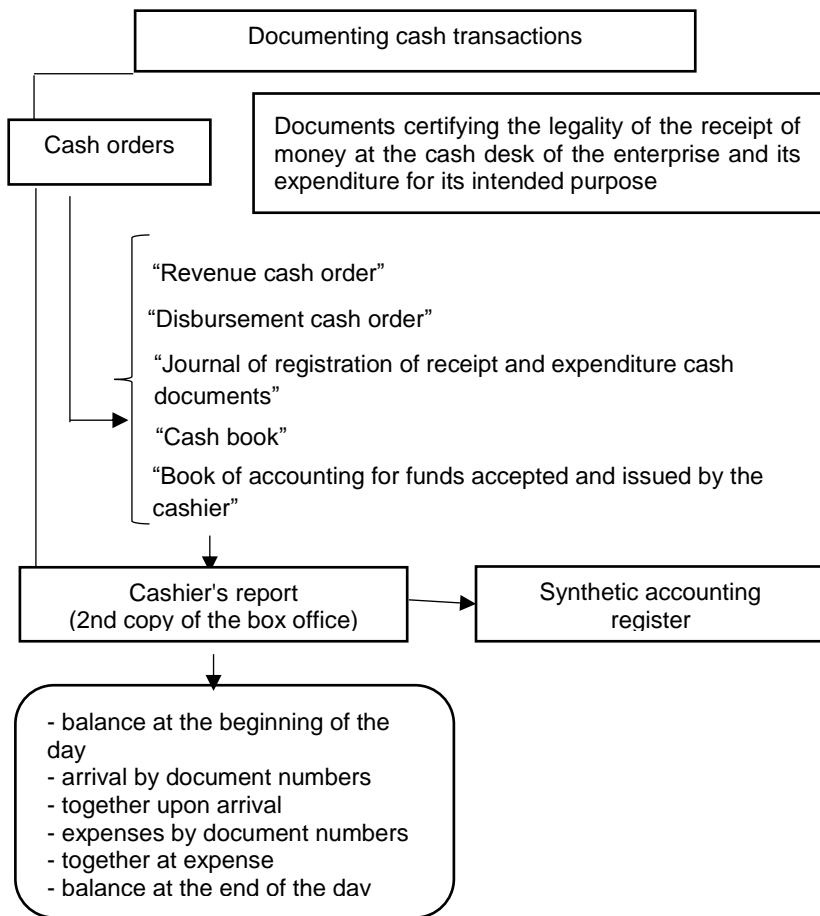 Documenting cash transactions
Cash orders
Documents certifying the legality of the receipt of
money at the cash desk of the enterprise and its
expenditure for its intended purpose
“Revenue cash order”
“Disbursement cash order”
“Journal of registration of receipt and expenditure cash
documents”
“Cash book”
“Book of accounting for funds accepted and issued by the
cashier”
Cashier's report
(2nd copy of the box office)
Synthetic accounting
register
- balance at the beginning of the
day
- arrival by document numbers
- together upon arrival
- expenses by document numbers
- together at expense
- balance at the end of the day